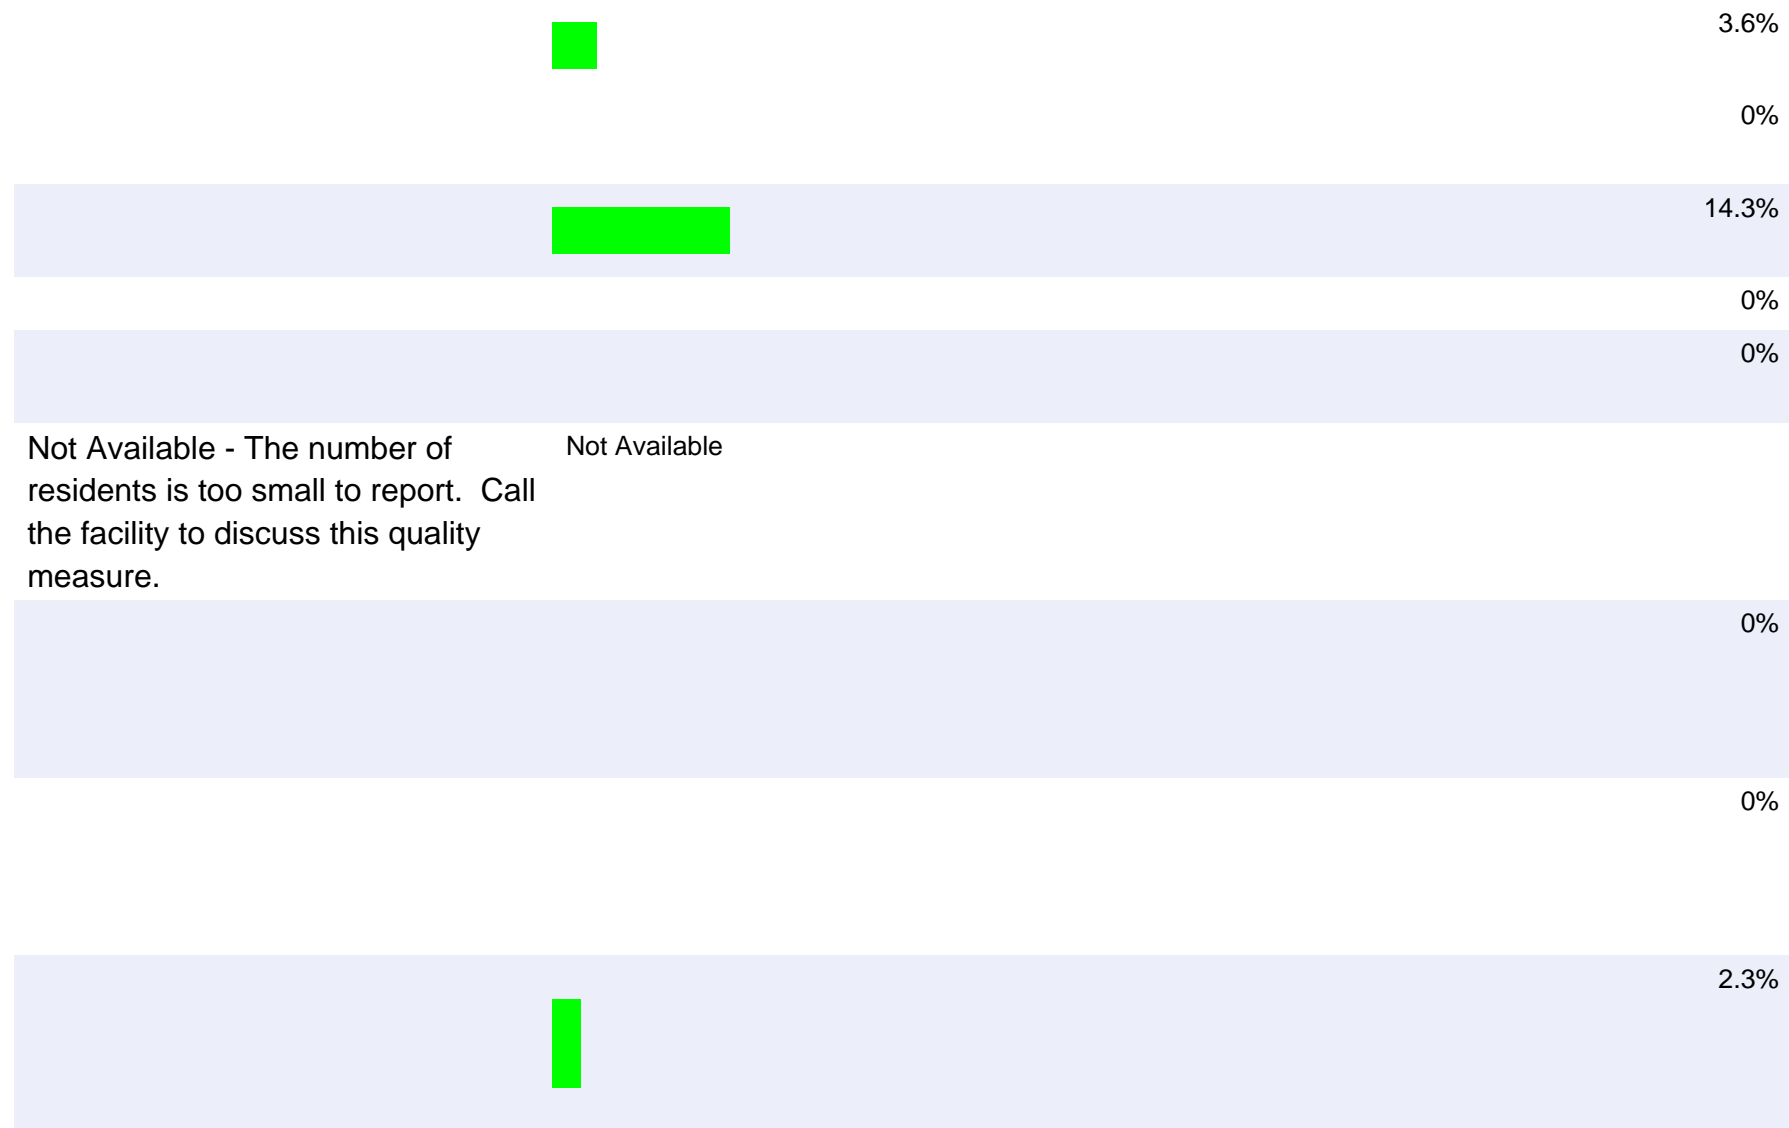 3.6%
0%
14.3%
0%
0%
Not Available - The number of
residents is too small to report.  Call
the facility to discuss this quality
measure.
Not Available
0%
0%
2.3%